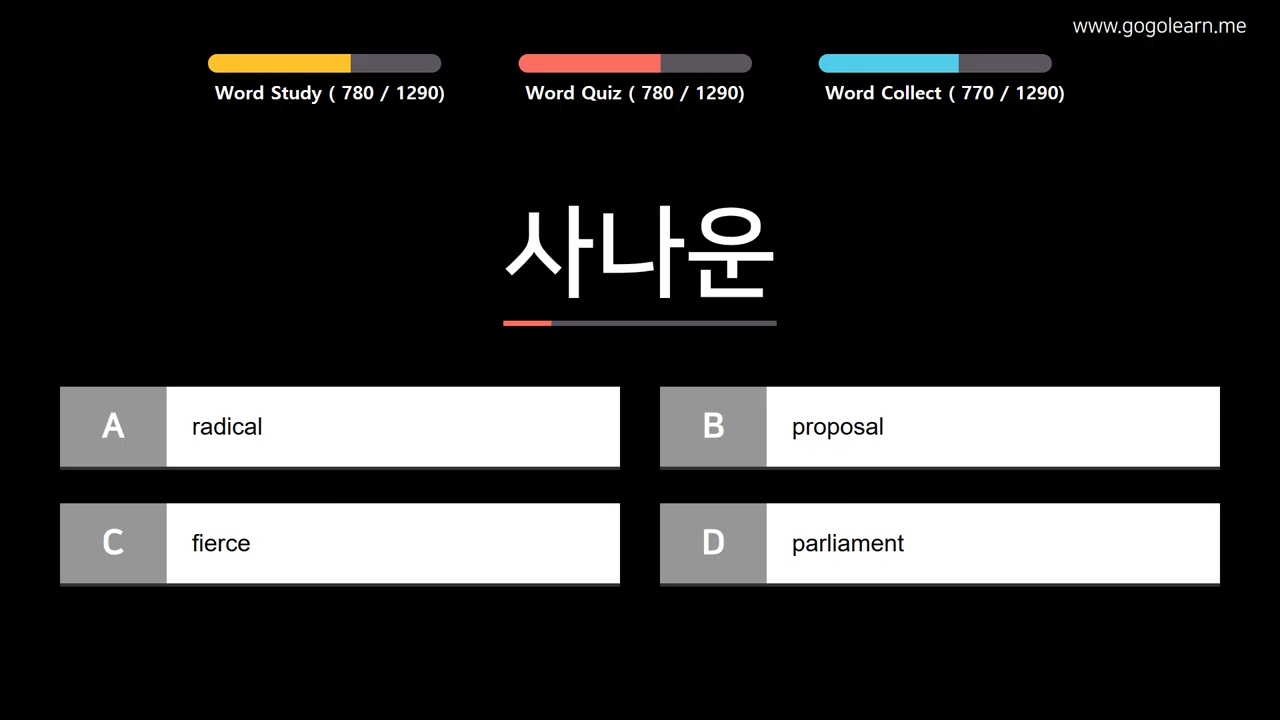 www.gogolearn.me
Word Study ( 780 / 1290)
Word Quiz ( 780 / 1290)
Word Collect ( 770 / 1290)
사나운
A radical
B proposal
C fierce
D parliament